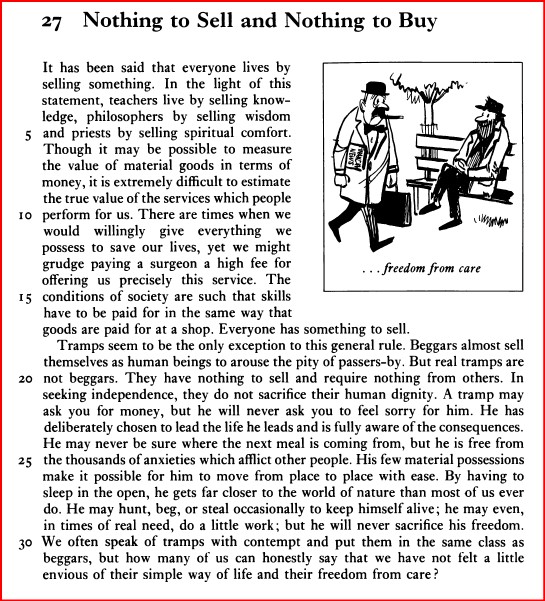 27 Nothing to Sell and Nothing to Buy
It has been said that everyone lives by
selling something. In the light of this
statement, teachers live by selling know-
ledge, philosophers by selling wisdom
5 and priests by selling spiritual comfort.
Though it may be possible to measure
the value of material goods in terms of
money, it is extremely difficult to estimate
the true value of the services which people
10 perform for us. There are times when we
would willingly give everything we
possess to save our lives, yet we might
grudge paying a surgeon a high fee for
offering us precisely this service. The
15 conditions of society are such that skills
have to be paid for in the same way that
goods are paid for at a shop. Everyone has something to sell.
...freedom from care
Tramps seem to be the only exception to this general rule. Beggars almost sell
themselves as human beings to arouse the pity of passers-by. But real tramps are
20 not beggars. They have nothing to sell and require nothing from others. In
seeking independence, they do not sacrifice their human dignity. A tramp may
ask you for money, but he will never ask you to feel sorry for him. He has
deliberately chosen to lead the life he leads and is fully aware of the consequences.
He may never be sure where the next meal is coming from, but he is free from
25 the thousands of anxieties which afflict other people. His few material possessions
make it possible for him to move from place to place with ease. By having to
sleep in the open, he gets far closer to the world of nature than most of us ever
do. He may hunt, beg, or steal occasionally to keep himself alive; he may even,
in times of real need, do a little work; but he will never sacrifice his freedom.
30 We often speak of tramps with contempt and put them in the same class as
beggars, but how many of us can honestly say that we have not felt a little
envious of their simple way of life and their freedom from care?